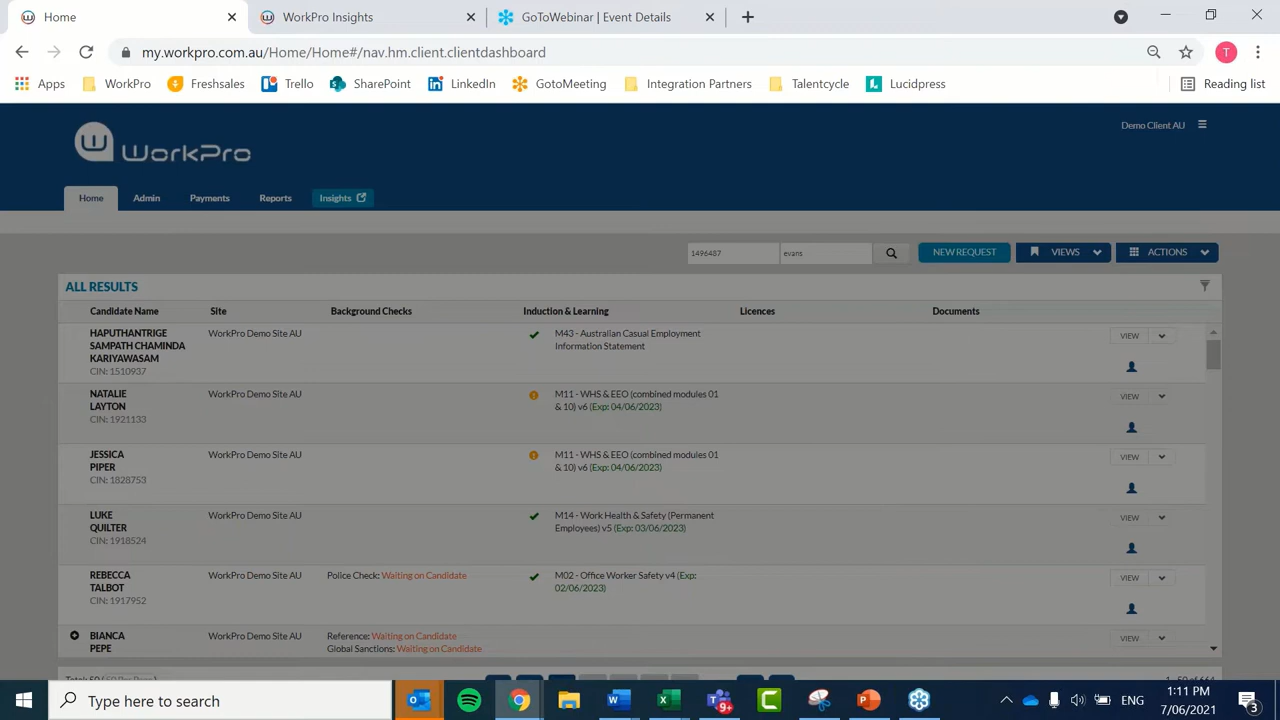 Home
WorkPro Insights
GoToWebinar | Event Details
my.workpro.com.au/Home/Home#/nav.hm.client.clientdashboard
T
Apps WorkPro Freshsales Trello SharePoint LinkedIn GotoMeeting Integration Partners Talentcycle Lucidpress Reading list
WORKPRO
Demo Client AU
Home Admin Payments Reports Insights
1496487 evans NEW REQUEST VIEWS ACTIONS
ALL RESULTS
Candidate Name Site Background Checks Induction & Learning Licences Documents
HAPUTHANTRIGE SAMPATH CHAMINDA KARIYAWASAM
CIN: 1510937
WorkPro Demo Site AU
M43 - Australian Casual Employment
Information Statement
VIEW
NATALIE
LAYTON
CIN: 1921133
WorkPro Demo Site AU
M11 - WHS & EEO (combined modules 01
& 10) v6 (Exp: 04/06/2023)
VIEW
JESSICA
PIPER
CIN: 1828753
WorkPro Demo Site AU
M11 - WHS & EEO (combined modules 01
& 10) v6 (Exp: 04/06/2023)
VIEW
LUKE
QUILTER
CIN: 1918524
WorkPro Demo Site AU
M14 - Work Health & Safety (Permanent
Employees) v5 (Exp: 03/06/2023)
VIEW
REBECCA
TALBOT
CIN: 1917952
WorkPro Demo Site AU
Police Check: Waiting on Candidate
M02 - Office Worker Safety v4 (Exp:
02/06/2023)
VIEW
BIANCA
PEPE
WorkPro Demo Site AU
Reference: Waiting on Candidate
Global Sanctions: Waiting on Candidate
VIEW
Type here to search
9
ENG
1:11 PM
7/06/2021
3